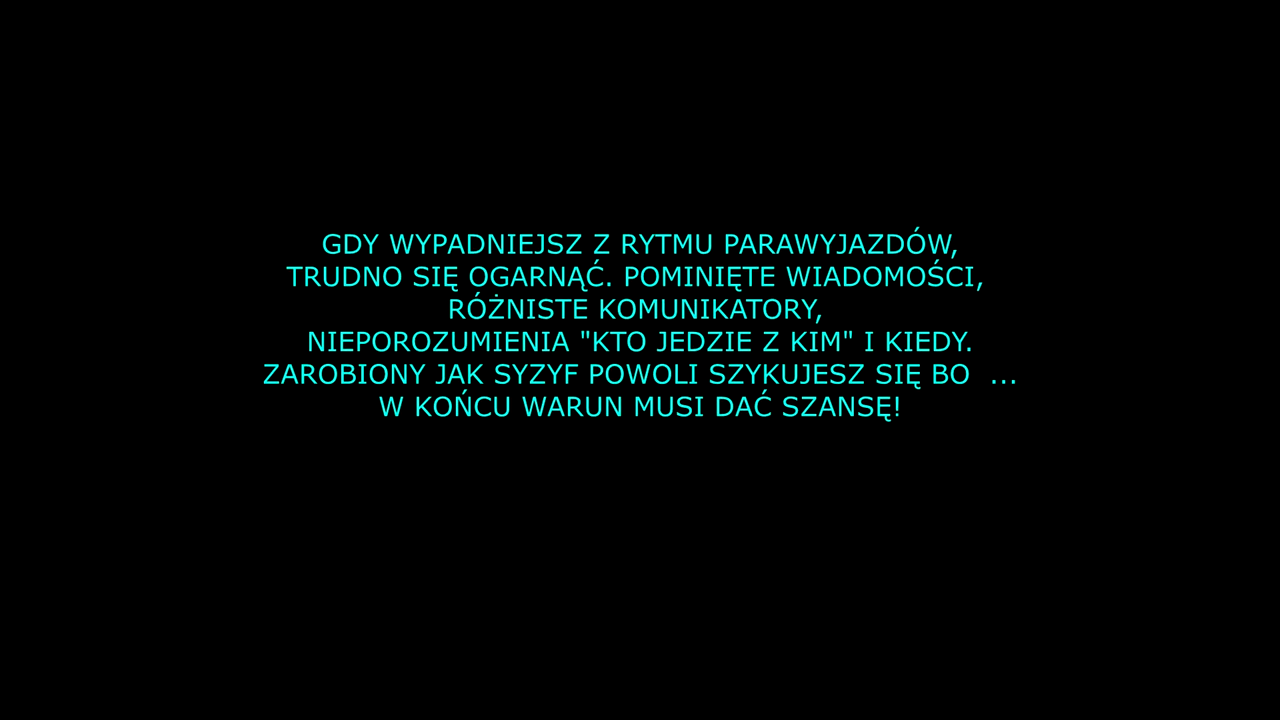 GDY WYPADNIEJSZ Z RYTMU PARAWYJAZDÓW,
TRUDNO SIĘ OGARNĄĆ. POMINIĘTE WIADOMOŚCI,
RÓŻNISTE KOMUNIKATORY,
NIEPOROZUMIENIA "KTO JEDZIE Z KIM" I KIEDY.
ZAROBIONY JAK SYZYF POWOLI SZYKUJESZ SIĘ BO  ...
W KOŃCU WARUN MUSI DAĆ SZANSĘ!